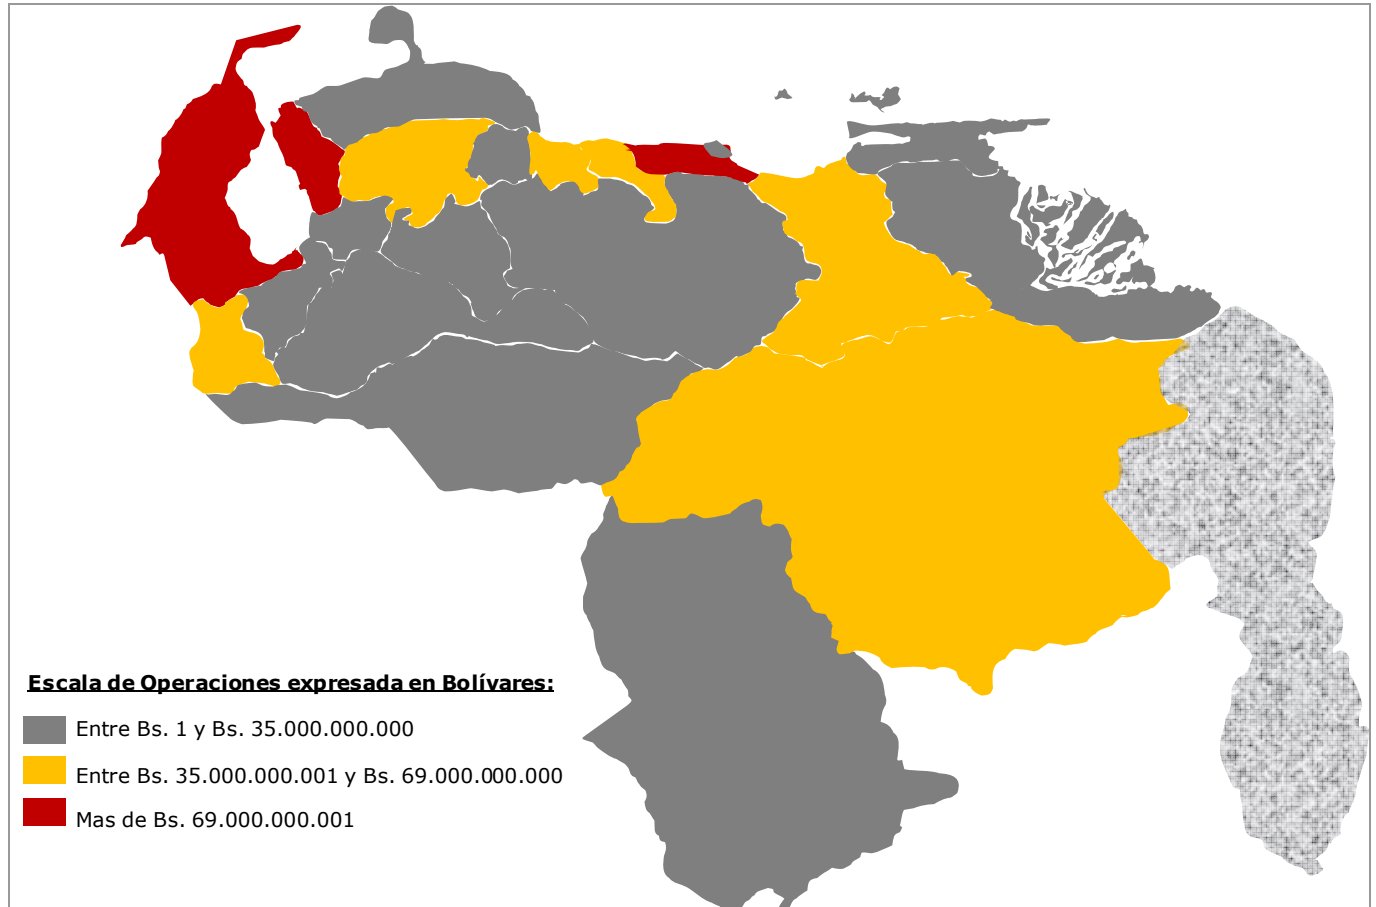 Escala de Operaciones expresada en Bolívares:
Entre Bs. 1 y Bs. 35.000.000.000
Entre Bs. 35.000.000.001 y Bs. 69.000.000.000
Mas de Bs. 69.000.000.001